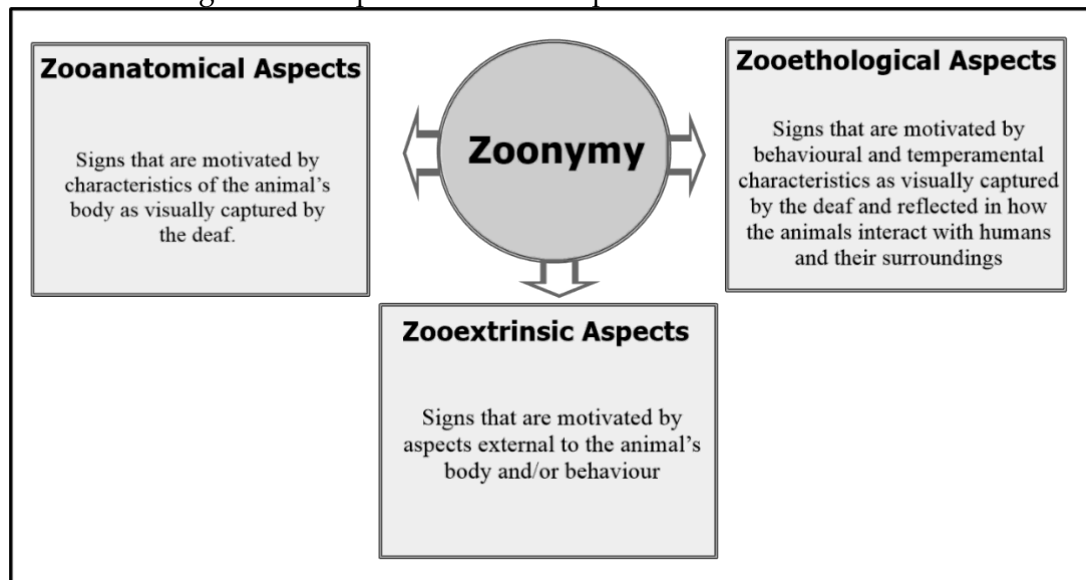 Zoonymy
Zooanatomical Aspects
Signs that are motivated by
characteristics of the animal's
body as visually captured by
the deaf.
Zooethological Aspects
Signs that are motivated by
behavioural and temperamental
characteristics as visually captured
by the deaf and reflected in how
the animals interact with humans
and their surroundings
Zooextrinsic Aspects
Signs that are motivated by
aspects external to the animal's
body and/or behaviour